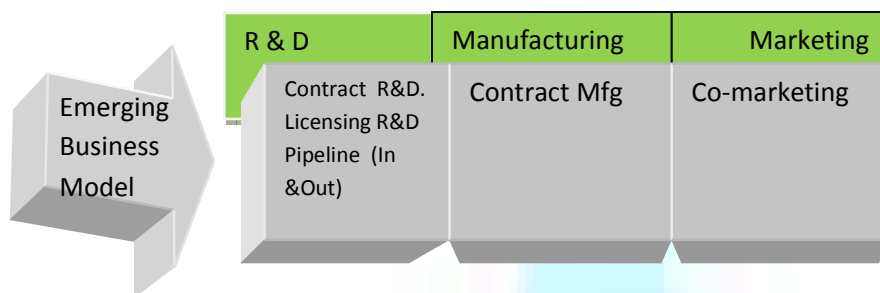 R & D
Manufacturing
Marketing
Emerging
Business
Model
Contract R&D.
Licensing R&D
Pipeline (In
&Out)
Contract Mfg
Co-marketing